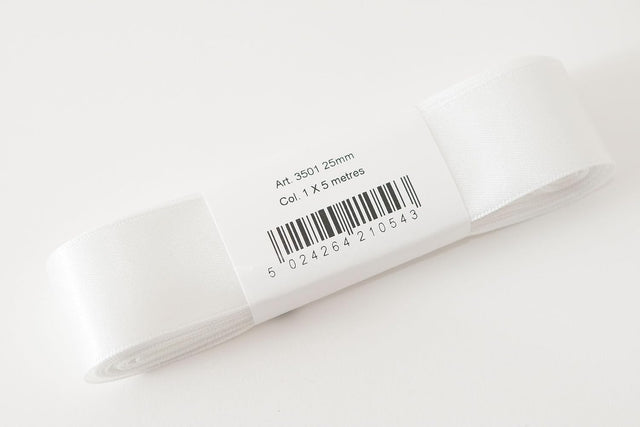 Art. 3501 25mm
Col. 1 X 5 metres
5 024264 210543